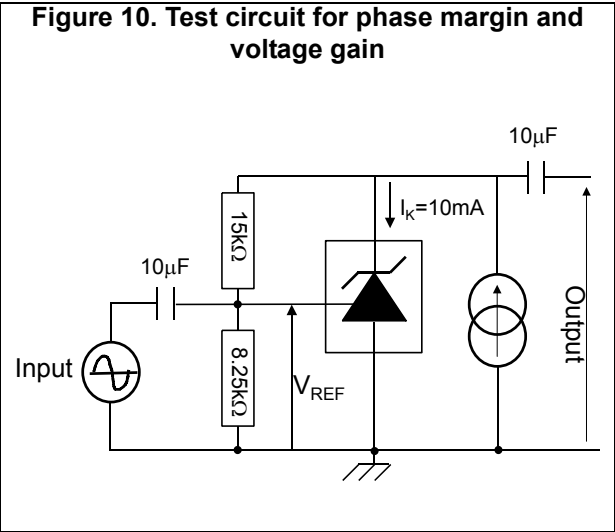 Figure 10. Test circuit for phase margin and
voltage gain
10μF
I_K=10mA
15kΩ
10μF
Input
8.25kΩ
V_REF
Output